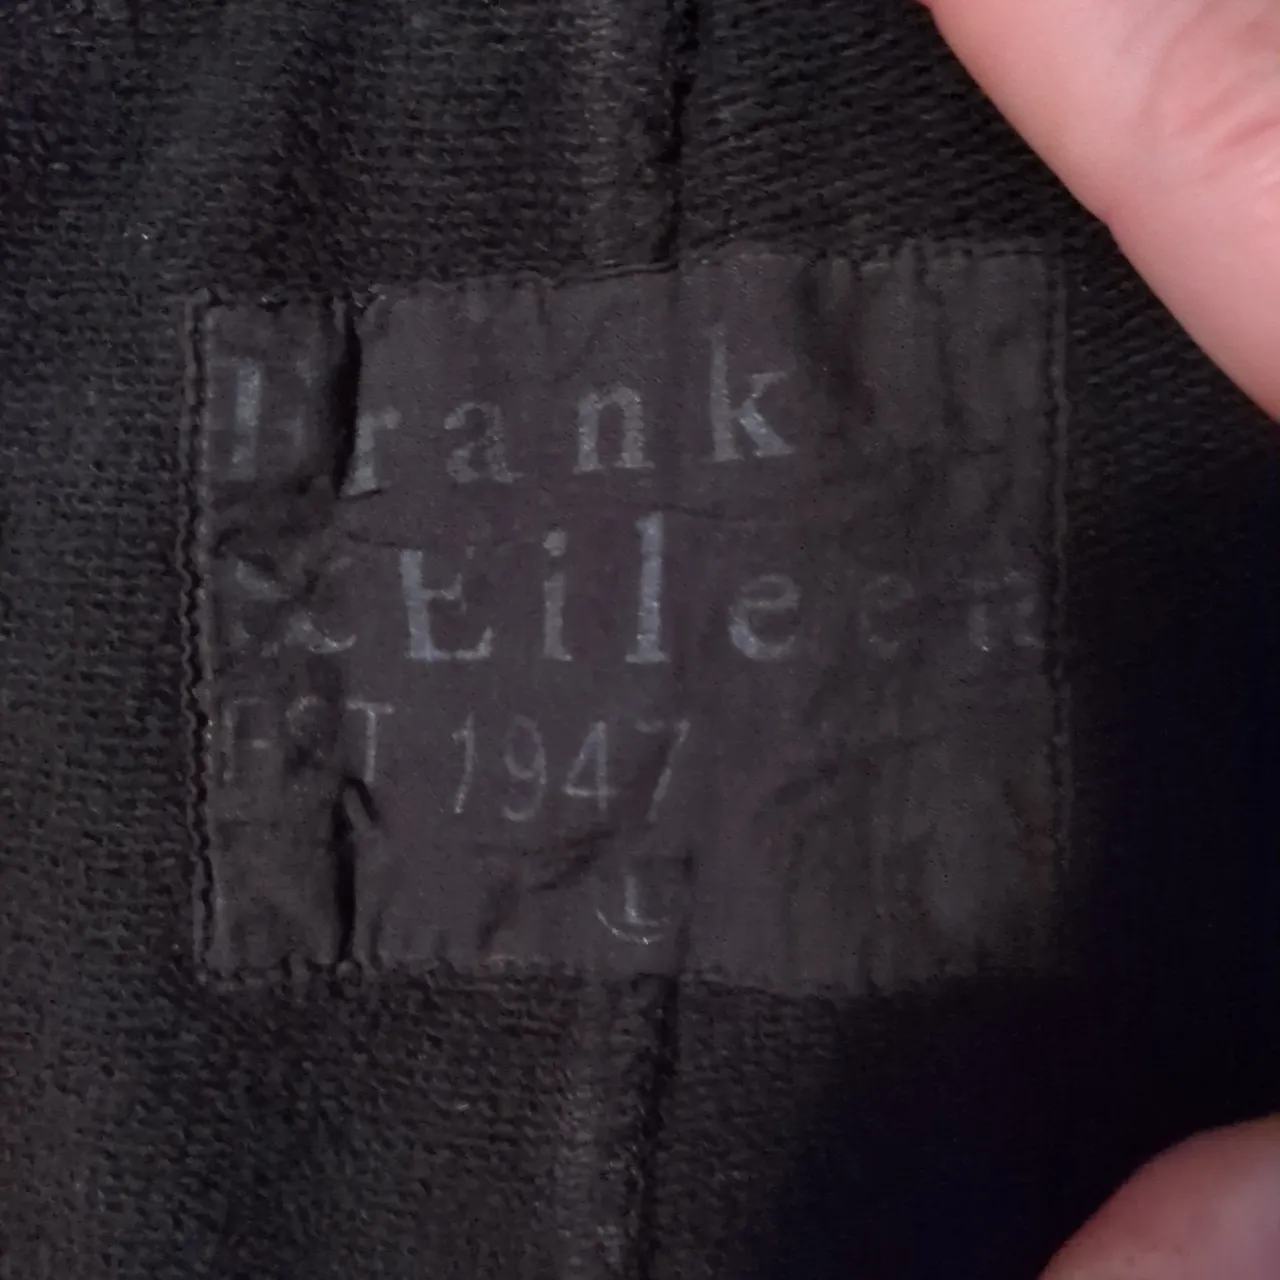 Frank
& Eileen
EST 1947
L